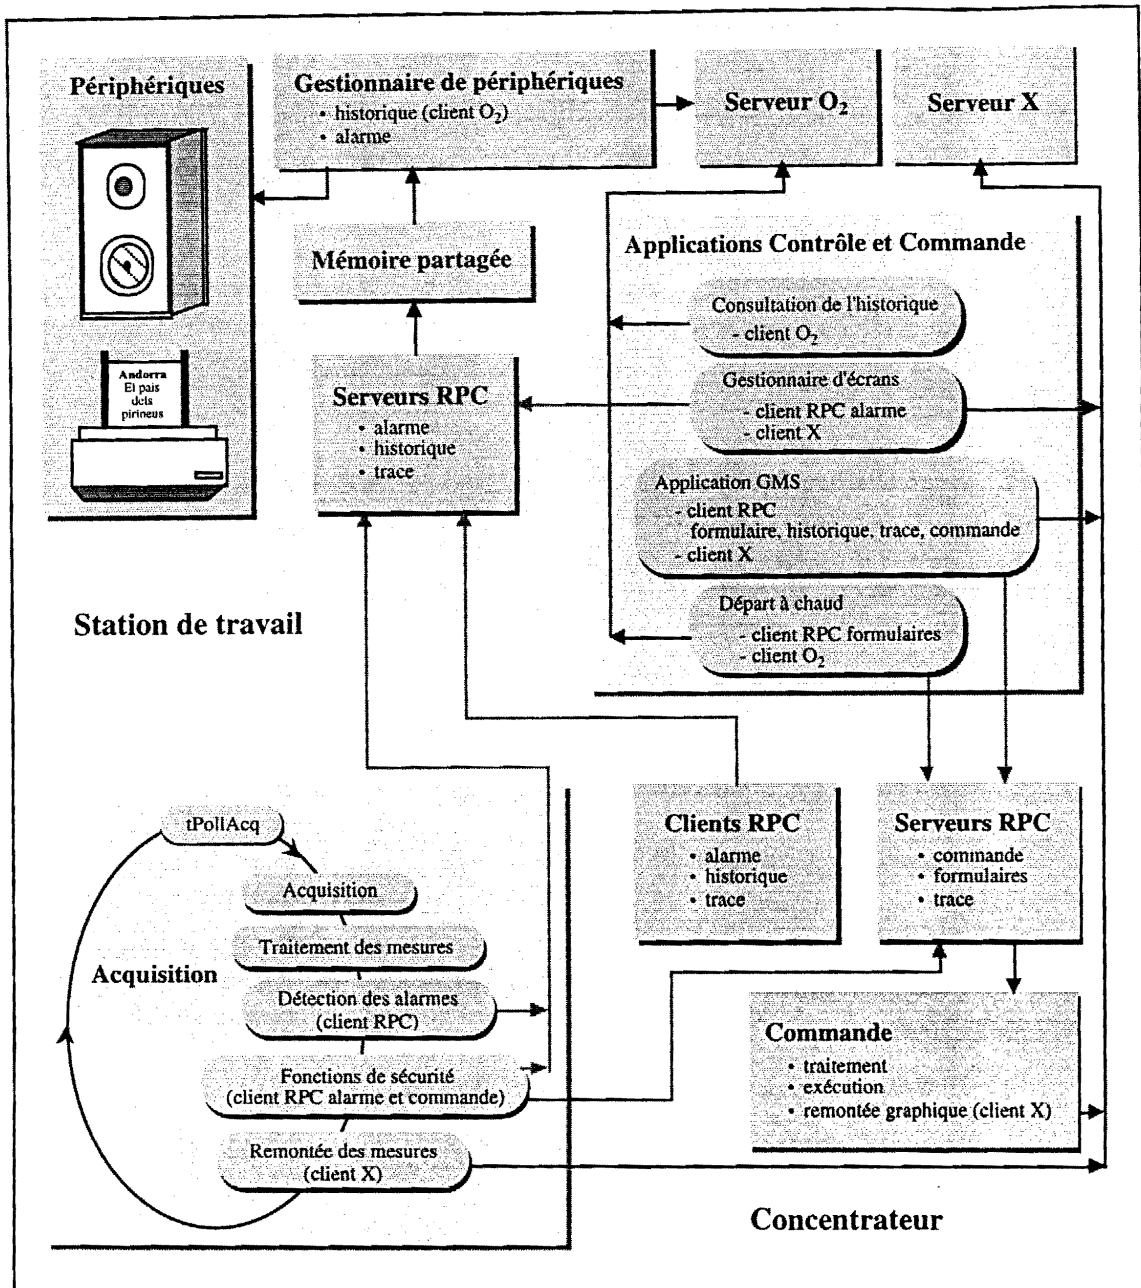 Périphériques
Andorra
El pais
dels
pirineus
Gestionnaire de périphériques
• historique (client O2)
• alarme
Serveur O2
Serveur X
Mémoire partagée
Serveurs RPC
• alarme
• historique
• trace
Applications Contrôle et Commande
Consultation de l'historique
- client O2
Gestionnaire d'écrans
- client RPC alarme
- client X
Application GMS
- client RPC
formulaire, historique, trace, commande
- client X
Départ à chaud
- client RPC formulaires
- client O2
Station de travail
tPollAcq
Acquisition
Traitement des mesures
Acquisition
Détection des alarmes
(client RPC)
Fonctions de sécurité
(client RPC alarme et commande)
Remontée des mesures
(client X)
Clients RPC
• alarme
• historique
• trace
Serveurs RPC
• commande
• formulaires
• trace
Commande
• traitement
• exécution
• remontée graphique (client X)
Concentrateur